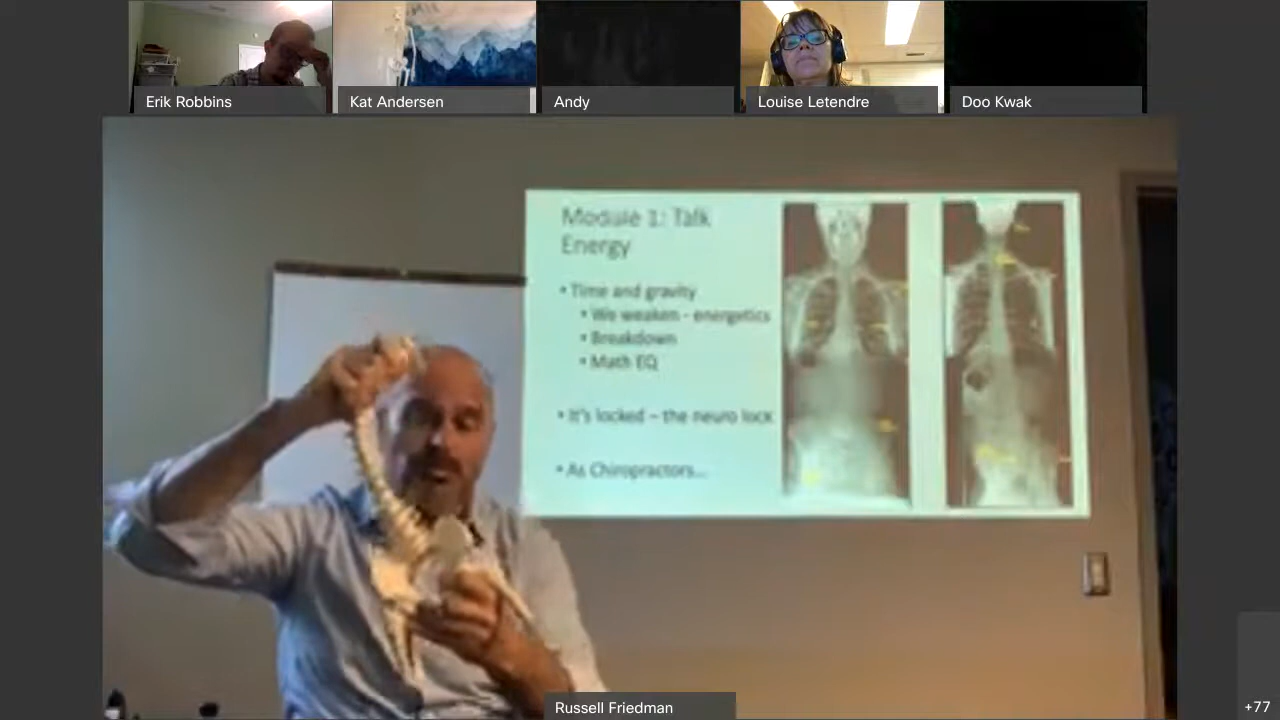 Erik Robbins
Kat Andersen
Andy
Louise Letendre
Doo Kwak
Module 1: Talk
Energy
• Time and gravity
• We weaken - energetics
• Breakdown
• Math EQ
• It's locked – the neuro lock
• As Chiropractors...
Russell Friedman
+77